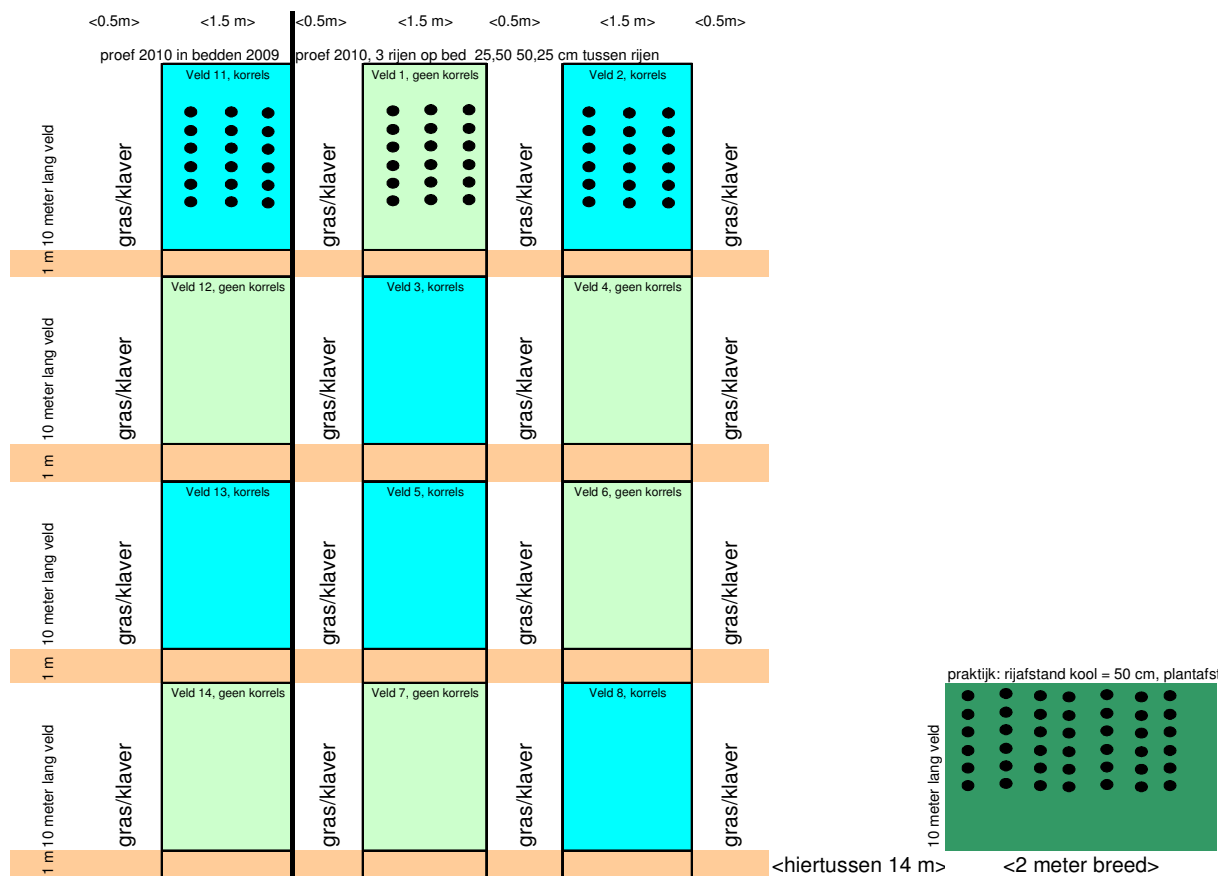 <0.5m> <1.5 m> <0.5m> <1.5 m> <0.5m> <1.5 m> <0.5m>
proef 2010 in bedden 2009 proef 2010, 3 rijen op bed 25,50 50,25 cm tussen rijen
Veld 11, korrels Veld 1, geen korrels Veld 2, korrels
10 meter lang veld gras/klaver gras/klaver gras/klaver gras/klaver
1 m
Veld 12, geen korrels Veld 3, korrels Veld 4, geen korrels
10 meter lang veld gras/klaver gras/klaver gras/klaver gras/klaver
1 m
Veld 13, korrels Veld 5, korrels Veld 6, geen korrels
10 meter lang veld gras/klaver gras/klaver gras/klaver gras/klaver
1 m
praktijk: rijafstand kool = 50 cm, plantafst
Veld 14, geen korrels Veld 7, geen korrels Veld 8, korrels
10 meter lang veld gras/klaver gras/klaver gras/klaver gras/klaver 10 meter lang veld
1 m
<hiertussen 14 m> <2 meter breed>